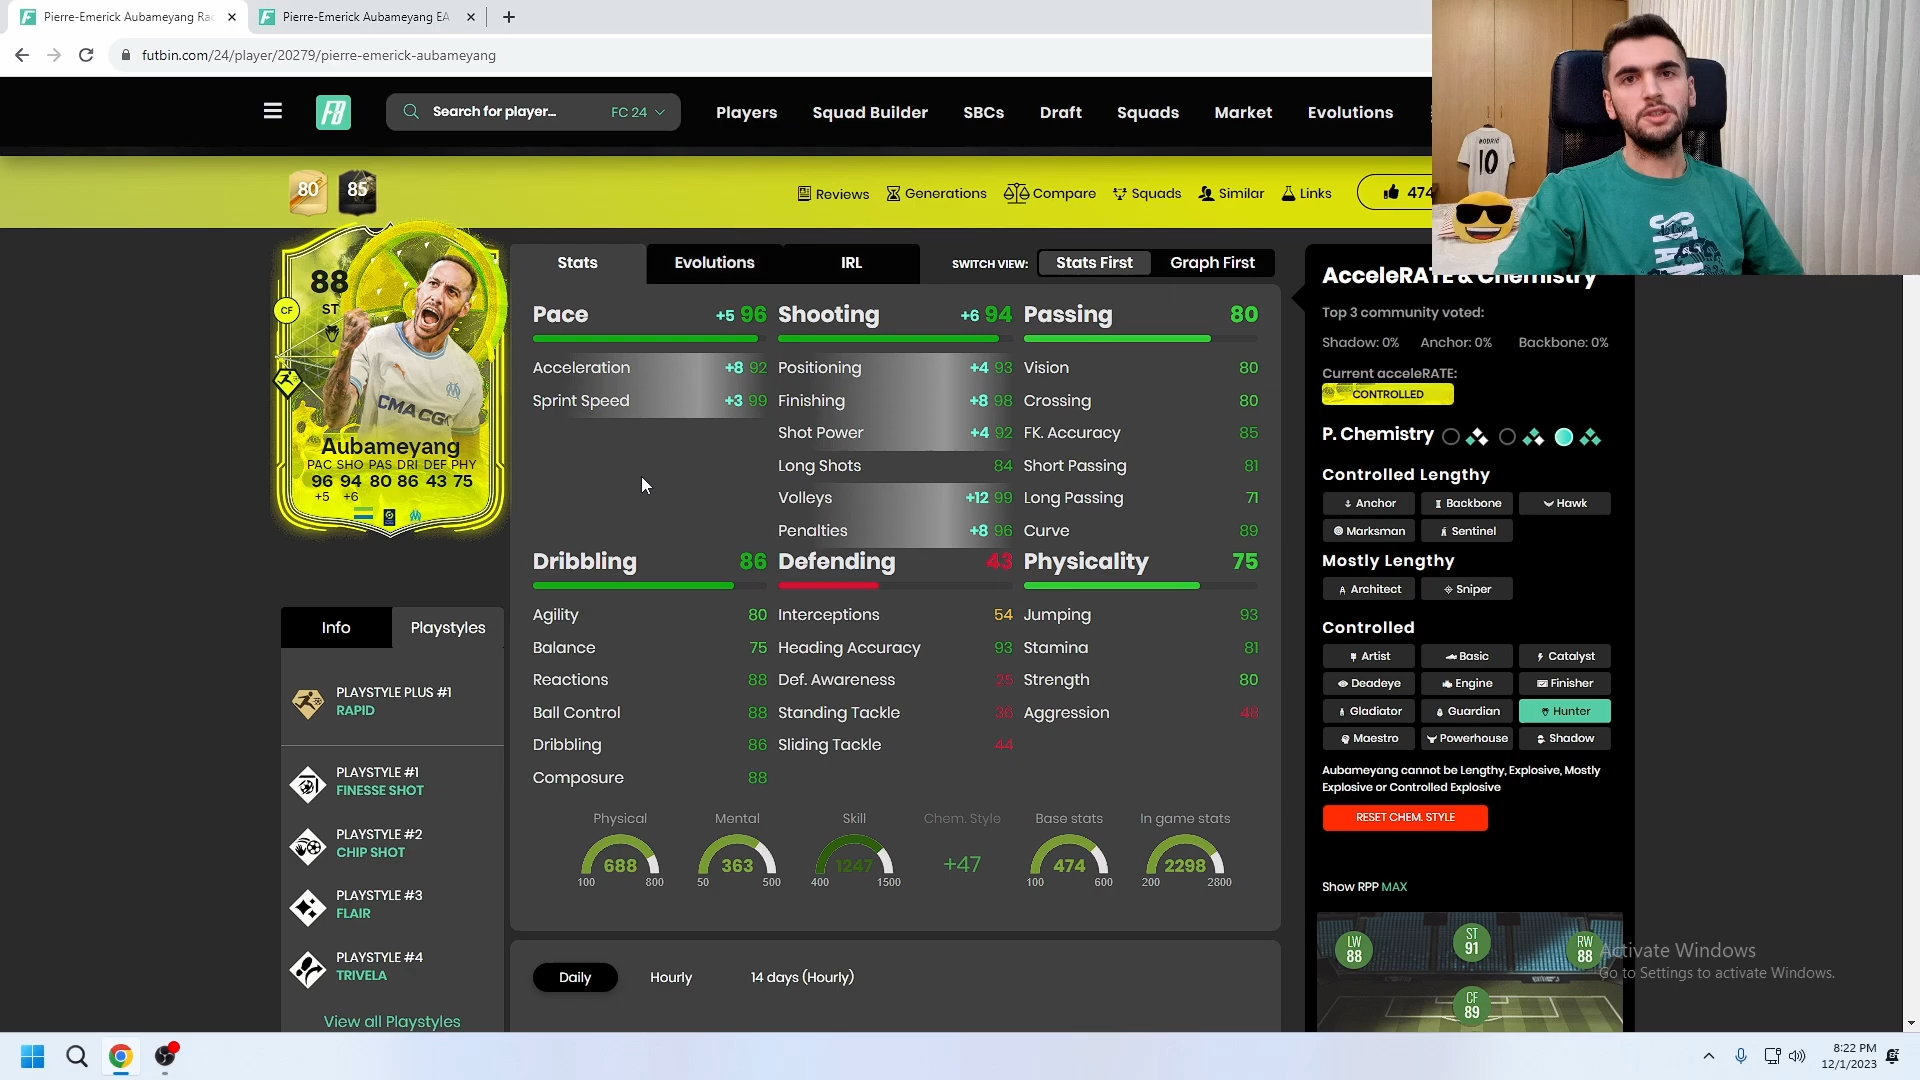 Pierre-Emerick Aubameyang Rad
Pierre-Emerick Aubameyang EA
futbin.com/24/player/20279/pierre-emerick-aubameyang
Search for player...
FC 24
Players
Squad Builder
SBCs
Draft
Squads
Market
Evolutions
80
85
Reviews
Generations
Compare
Squads
Similar
Links
474
88
ST
CF
CMA CGM
Aubameyang
PAC SHO PAS DRI DEF PHY
96 94 80 86 43 75
+5 +6
Stats
Evolutions
IRL
SWITCH VIEW:
Stats First
Graph First
Pace +5 96
Acceleration +8 92
Sprint Speed +3 99
Shooting +6 94
Positioning +4 93
Finishing +8 98
Shot Power +4 92
Long Shots 84
Volleys +12 99
Penalties +8 96
Passing 80
Vision 80
Crossing 80
FK. Accuracy 85
Short Passing 81
Long Passing 71
Curve 89
Dribbling 86
Agility 80
Balance 75
Reactions 88
Ball Control 88
Dribbling 86
Composure 88
Defending 43
Interceptions 54
Heading Accuracy 93
Def. Awareness 25
Standing Tackle 36
Sliding Tackle 44
Physicality 75
Jumping 93
Stamina 81
Strength 80
Aggression 48
Physical
688
100 800
Mental
363
50 500
Skill
1247
400 1500
Chem. Style
+47
Base stats
474
100 600
In game stats
2298
200 2800
Daily
Hourly
14 days (Hourly)
Info
Playstyles
PLAYSTYLE PLUS #1
RAPID
PLAYSTYLE #1
FINESSE SHOT
PLAYSTYLE #2
CHIP SHOT
PLAYSTYLE #3
FLAIR
PLAYSTYLE #4
TRIVELA
View all Playstyles
AcceleRATE & Chemistry
Top 3 community voted:
Shadow: 0% Anchor: 0% Backbone: 0%
Current acceleRATE:
CONTROLLED
P. Chemistry
Controlled Lengthy
Anchor
Backbone
Hawk
Marksman
Sentinel
Mostly Lengthy
Architect
Sniper
Controlled
Artist
Basic
Catalyst
Deadeye
Engine
Finisher
Gladiator
Guardian
Hunter
Maestro
Powerhouse
Shadow
Aubameyang cannot be Lengthy, Explosive, Mostly
Explosive or Controlled Explosive
RESET CHEM. STYLE
Show RPP MAX
LW
88
ST
91
RW
88
CF
89
Activate Windows
Go to Settings to activate Windows.
MODRIĆ
10
8:22 PM
12/1/2023